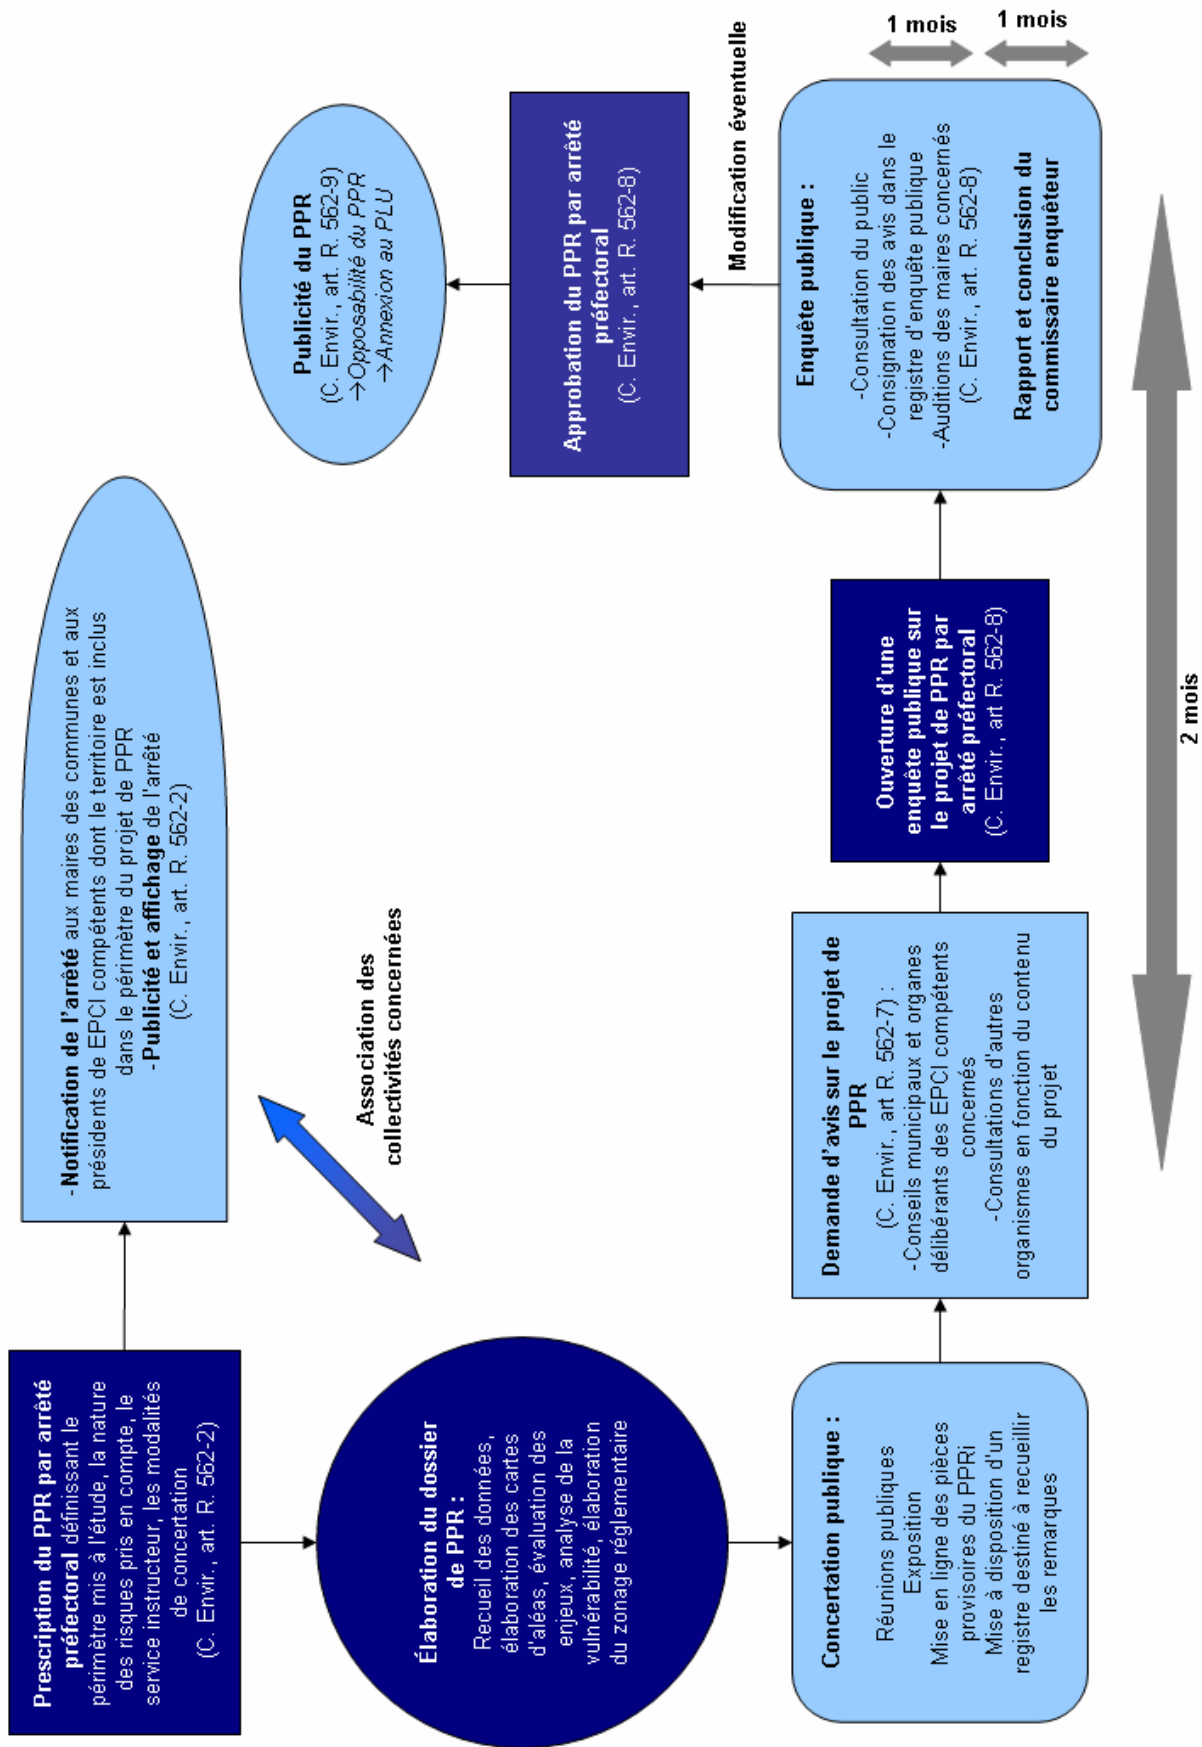 Prescription du PPR par arrêté
préfectoral définissant le
périmètre mis à l'étude, la nature
des risques pris en compte, le
service instructeur, les modalités
de concertation
(C. Envir., art. R. 562-2)
-Notification de l'arrêté aux maires des communes et aux
présidents de EPCI compétents dont le territoire est inclus
dans le périmètre du projet de PPR
-Publicité et affichage de l'arrêté
(C. Envir., art. R. 562-2)
Association des
collectivités concernées
Élaboration du dossier
de PPR :
Recueil des données,
élaboration des cartes
d'aléas, évaluation des
enjeux, analyse de la
vulnérabilité, élaboration
du zonage réglementaire
Concertation publique :
Réunions publiques
Exposition
Mise en ligne des pièces
provisoires du PPRi
Mise à disposition d'un
registre destiné à recueillir
les remarques
Demande d'avis sur le projet de
PPR
(C. Envir., art R. 562-7) :
-Conseils municipaux et organes
délibérants des EPCI compétents
concernés
-Consultations d'autres
organismes en fonction du contenu
du projet
Ouverture d'une
enquête publique sur
le projet de PPR par
arrêté préfectoral
(C. Envir., art R. 562-8)
Enquête publique :
-Consultation du public
-Consignation des avis dans le
registre d'enquête publique
-Auditions des maires concernés
(C. Envir., art. R. 562-8)
Rapport et conclusion du
commissaire enquêteur
1 mois
1 mois
2 mois
Modification éventuelle
Approbation du PPR par arrêté
préfectoral
(C. Envir., art. R. 562-8)
Publicité du PPR
(C. Envir., art. R. 562-9)
→Opposabilité du PPR
→Annexion au PLU